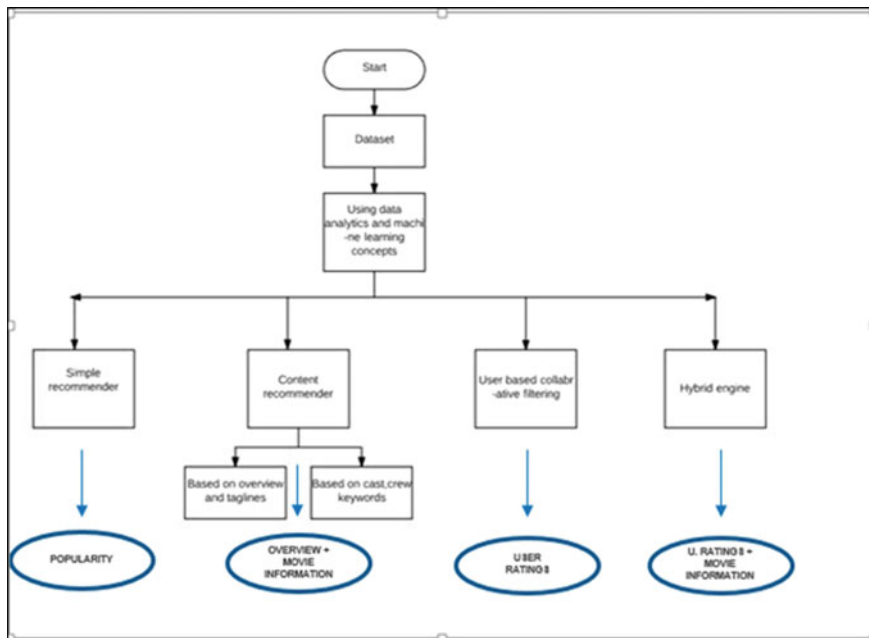 Start
Dataset
Using data
analytics and machi
-ne learning
concepts
Simple
recommender
Content
recommender
User based collabr
-ative filtering
Hybrid engine
Based on overview
and taglines
Based on cast,crew
keywords
POPULARITY
OVERVIEW +
MOVIE
INFORMATION
USER
RATINGS
U. RATINGS +
MOVIE
INFORMATION